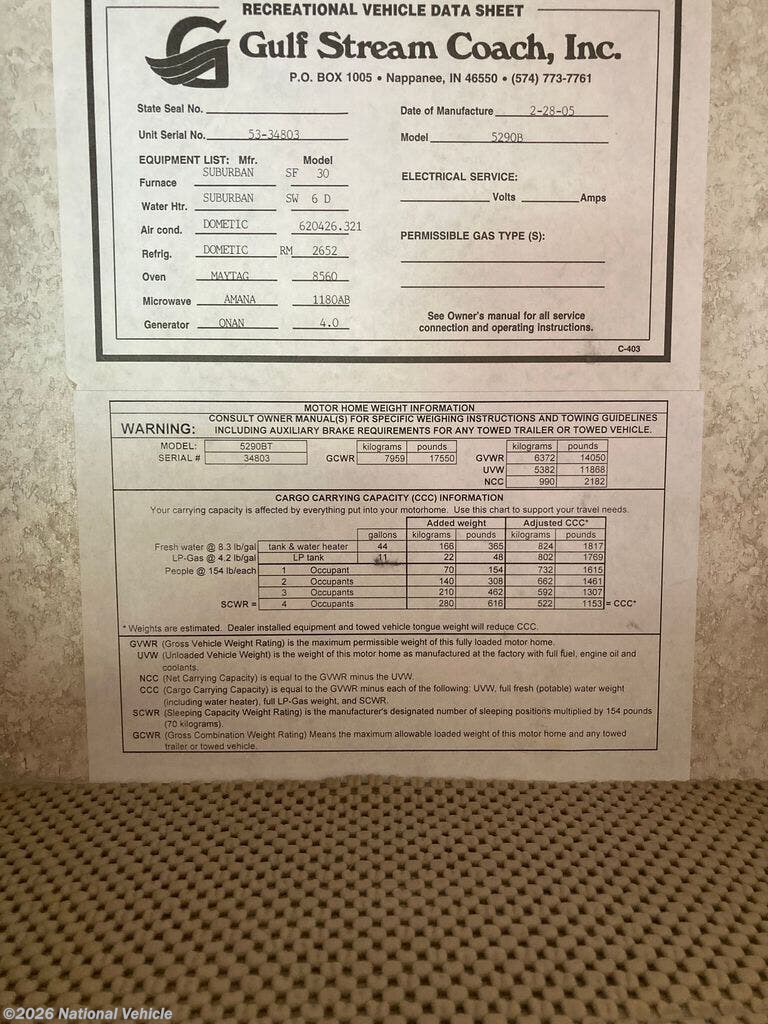 RECREATIONAL VEHICLE DATA SHEET
Gulf Stream Coach, Inc.
P.O. BOX 1005 • Nappanee, IN 46550 • (574) 773-7761
State Seal No. Date of Manufacture 2-28-05
Unit Serial No. 53-34803 Model 5290B
EQUIPMENT LIST: Mfr. Model
Furnace SUBURBAN SF 30 ELECTRICAL SERVICE:
Water Htr. SUBURBAN SW 6 D Volts Amps
Air cond. DOMETIC 620426.321 PERMISSIBLE GAS TYPE (S):
Refrig. DOMETIC RM 2652
Oven MAYTAG 8560
Microwave AMANA 1180AB
Generator ONAN 4.0
See Owner's manual for all service
connection and operating instructions.
C-403
MOTOR HOME WEIGHT INFORMATION
WARNING: CONSULT OWNER MANUAL(S) FOR SPECIFIC WEIGHING INSTRUCTIONS AND TOWING GUIDELINES
INCLUDING AUXILIARY BRAKE REQUIREMENTS FOR ANY TOWED TRAILER OR TOWED VEHICLE.
MODEL: 5290BT kilograms pounds kilograms pounds
SERIAL # 34803 GCWR 7959 17550 GVWR 6372 14050
UVW 5382 11868
NCC 990 2182
CARGO CARRYING CAPACITY (CCC) INFORMATION
Your carrying capacity is affected by everything put into your motorhome. Use this chart to support your travel needs.
Added weight Adjusted CCC*
gallons kilograms pounds kilograms pounds
Fresh water @ 8.3 lb/gal tank & water heater 44 166 365 824 1817
LP-Gas @ 4.2 lb/gal LP tank 11 22 48 802 1769
People @ 154 lb/each 1 Occupant 70 154 732 1615
2 Occupants 140 308 662 1461
3 Occupants 210 462 592 1307
SCWR = 4 Occupants 280 616 522 1153 = CCC*
* Weights are estimated. Dealer installed equipment and towed vehicle tongue weight will reduce CCC.
GVWR (Gross Vehicle Weight Rating) is the maximum permissible weight of this fully loaded motor home.
UVW (Unloaded Vehicle Weight) is the weight of this motor home as manufactured at the factory with full fuel, engine oil and
coolants.
NCC (Net Carrying Capacity) is equal to the GVWR minus the UVW.
CCC (Cargo Carrying Capacity) is equal to the GVWR minus each of the following: UVW, full fresh (potable) water weight
(including water heater), full LP-Gas weight, and SCWR.
SCWR (Sleeping Capacity Weight Rating) is the manufacturer's designated number of sleeping positions multiplied by 154 pounds
(70 kilograms).
GCWR (Gross Combination Weight Rating) Means the maximum allowable loaded weight of this motor home and any towed
trailer or towed vehicle.
©2026 National Vehicle